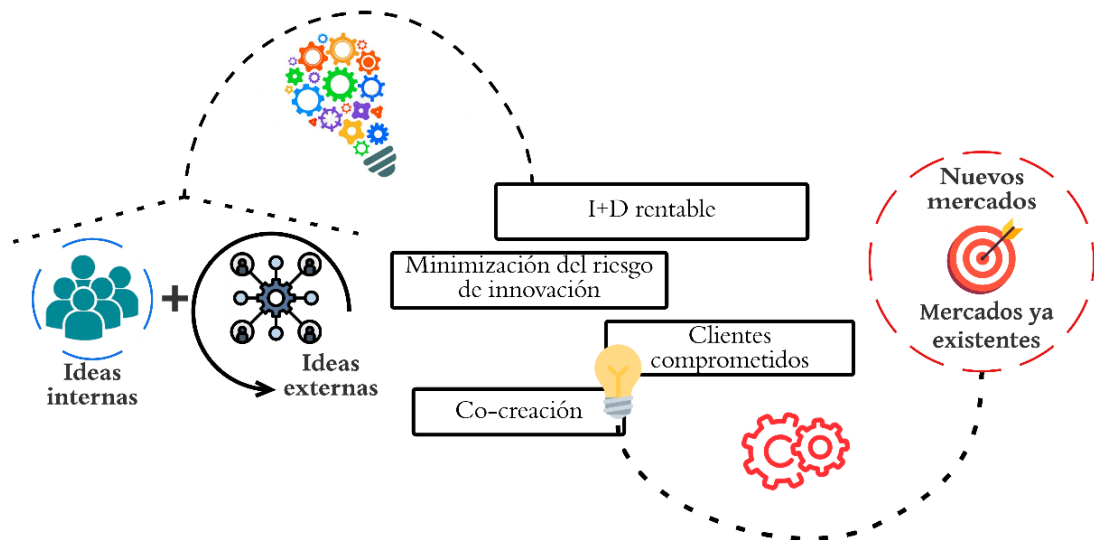 Ideas
internas
Ideas
externas
I+D rentable
Minimización del riesgo
de innovación
Clientes
comprometidos
Co-creación
Nuevos
mercados
Mercados ya
existentes